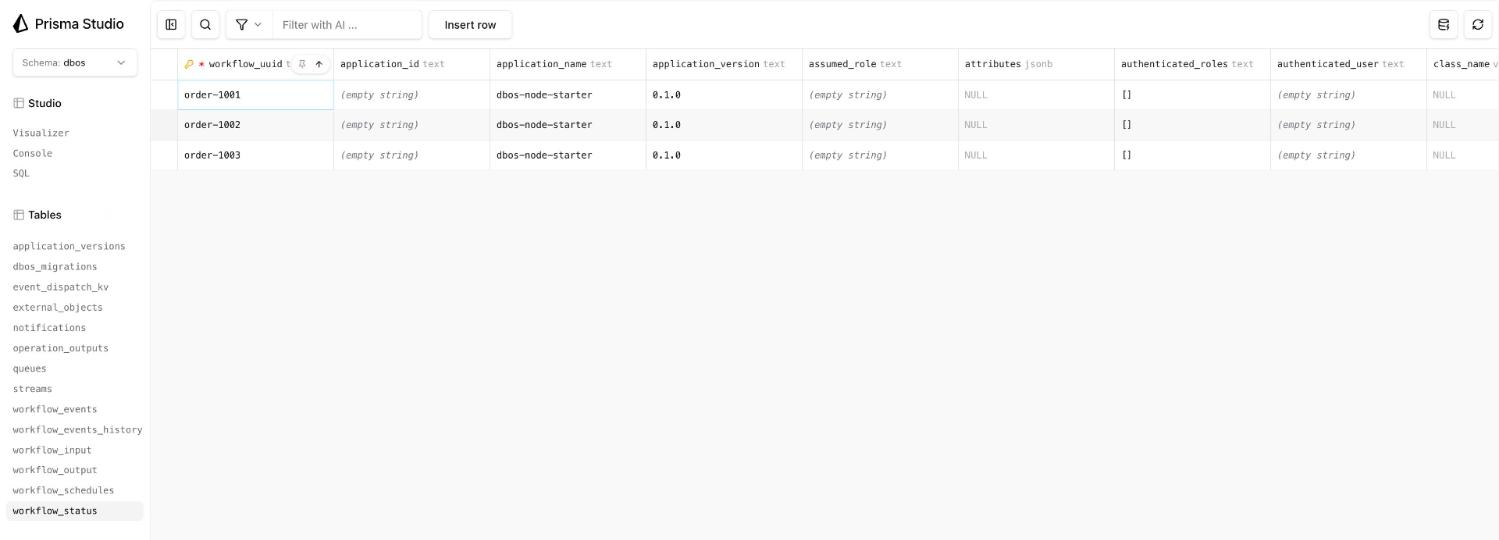 Prisma Studio
Filter with AI ...
Insert row
Schema: dbos
Studio
Visualizer
Console
SQL
Tables
application_versions
dbos_migrations
event_dispatch_kv
external_objects
notifications
operation_outputs
queues
streams
workflow_events
workflow_events_history
workflow_input
workflow_output
workflow_schedules
workflow_status
* workflow_uuid t application_id text application_name text application_version text assumed_role text attributes jsonb authenticated_roles text authenticated_user text class_name v
order-1001 (empty string) dbos-node-starter 0.1.0 (empty string) NULL [] (empty string) NULL
order-1002 (empty string) dbos-node-starter 0.1.0 (empty string) NULL [] (empty string) NULL
order-1003 (empty string) dbos-node-starter 0.1.0 (empty string) NULL [] (empty string) NULL